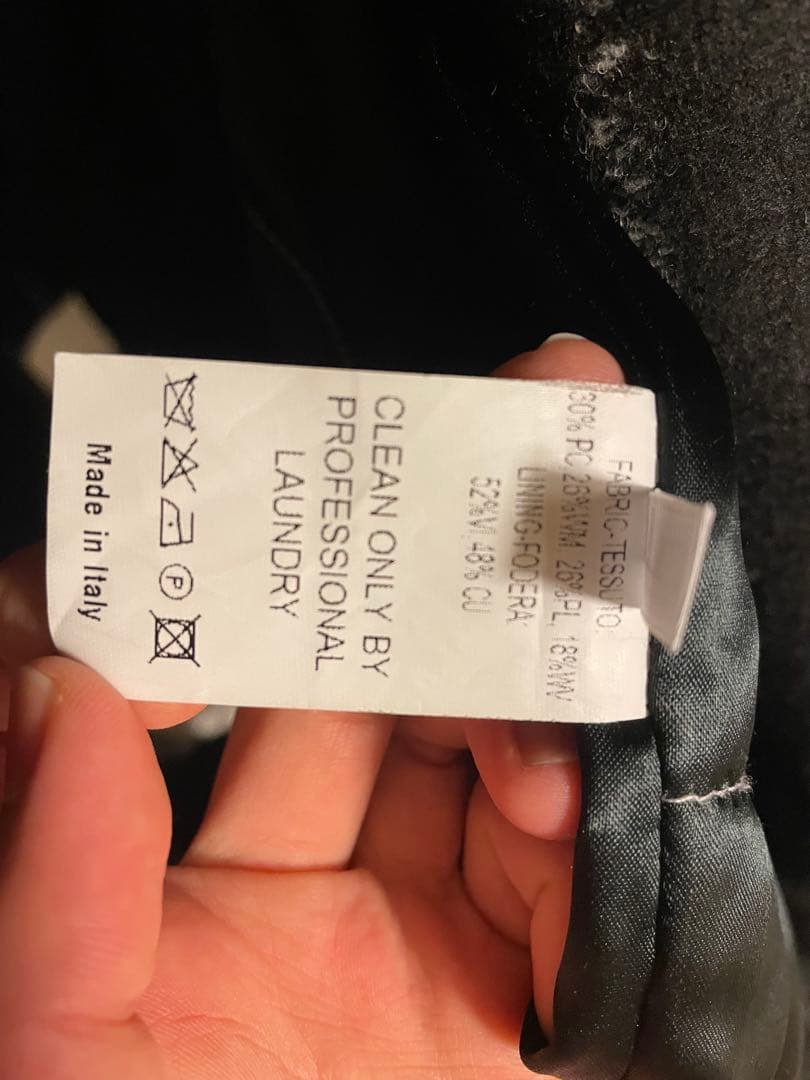 FABRIC-TESSUTO:
30% PC 26%WM 26%PL, 18%WV
LINING-FODERA:
52%VI 48% CU
CLEAN ONLY BY
PROFESSIONAL
LAUNDRY
P
Made in Italy